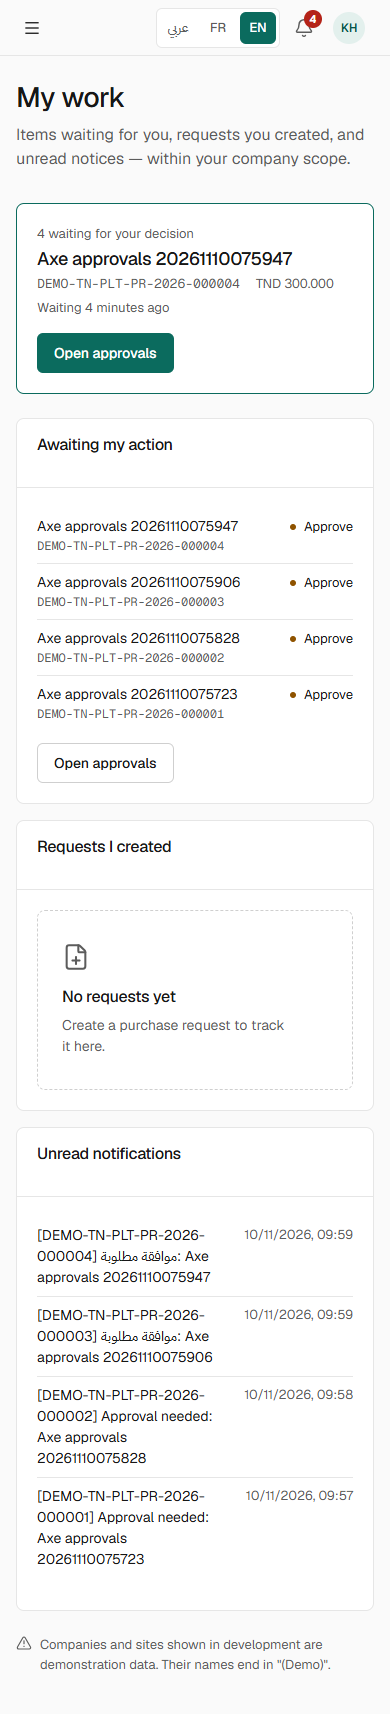 عربي FR EN 4 KH
My work
Items waiting for you, requests you created, and
unread notices — within your company scope.
4 waiting for your decision
Axe approvals 20261110075947
DEMO-TN-PLT-PR-2026-000004 TND 300.000
Waiting 4 minutes ago
Open approvals
Awaiting my action
Axe approvals 20261110075947 Approve
DEMO-TN-PLT-PR-2026-000004
Axe approvals 20261110075906 Approve
DEMO-TN-PLT-PR-2026-000003
Axe approvals 20261110075828 Approve
DEMO-TN-PLT-PR-2026-000002
Axe approvals 20261110075723 Approve
DEMO-TN-PLT-PR-2026-000001
Open approvals
Requests I created
No requests yet
Create a purchase request to track
it here.
Unread notifications
[DEMO-TN-PLT-PR-2026- 10/11/2026, 09:59
000004] موافقة مطلوبة: Axe
approvals 20261110075947
[DEMO-TN-PLT-PR-2026- 10/11/2026, 09:59
000003] موافقة مطلوبة: Axe
approvals 20261110075906
[DEMO-TN-PLT-PR-2026- 10/11/2026, 09:58
000002] Approval needed:
Axe approvals
20261110075828
[DEMO-TN-PLT-PR-2026- 10/11/2026, 09:57
000001] Approval needed:
Axe approvals
20261110075723
Companies and sites shown in development are
demonstration data. Their names end in "(Demo)".